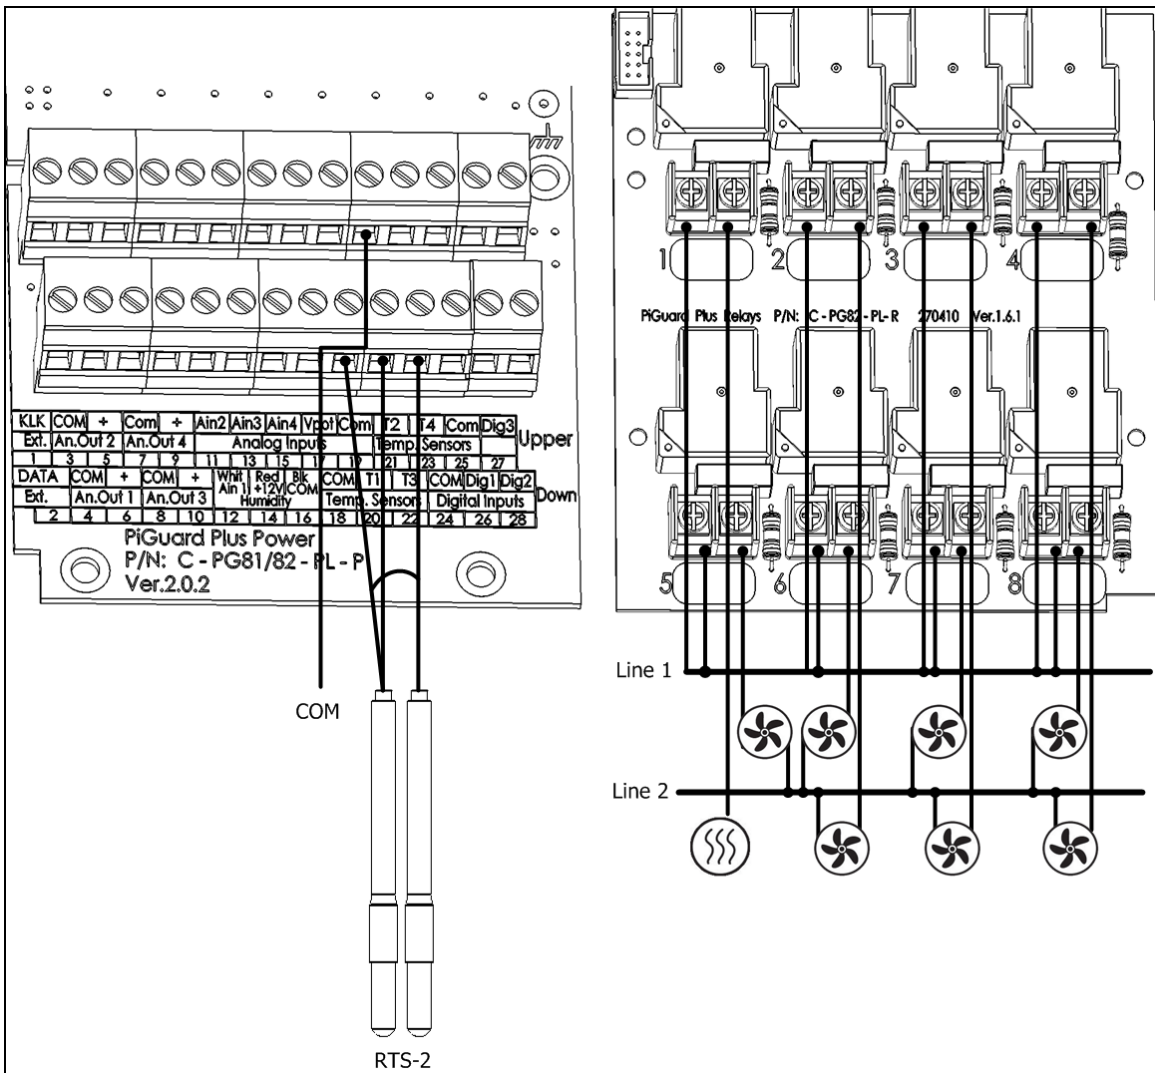 1 2 3 4
PiGuard Plus Relays P/N: C - PG82 - PL- R 270410 Ver.1.6.1
KLK COM + Com + Ain2 Ain3 Ain4 Vpot Com T2 T4 Com Dig3
Ext. An.Out 2 An.Out 4 Analog Inputs Temp. Sensors Upper
1 3 5 7 9 11 13 15 17 19 21 23 25 27
DATA COM + COM + Whit Ain 1 Red +12V Blk COM COM T1 T3 COM Dig1 Dig2
Ext. An.Out 1 An.Out 3 Humidity Temp. Sensors Digital Inputs Down
2 4 6 8 10 12 14 16 18 20 22 24 26 28
PiGuard Plus Power
P/N: C - PG81/82 - PL - P
Ver.2.0.2
5 6 7 8
Line 1
COM
Line 2
RTS-2